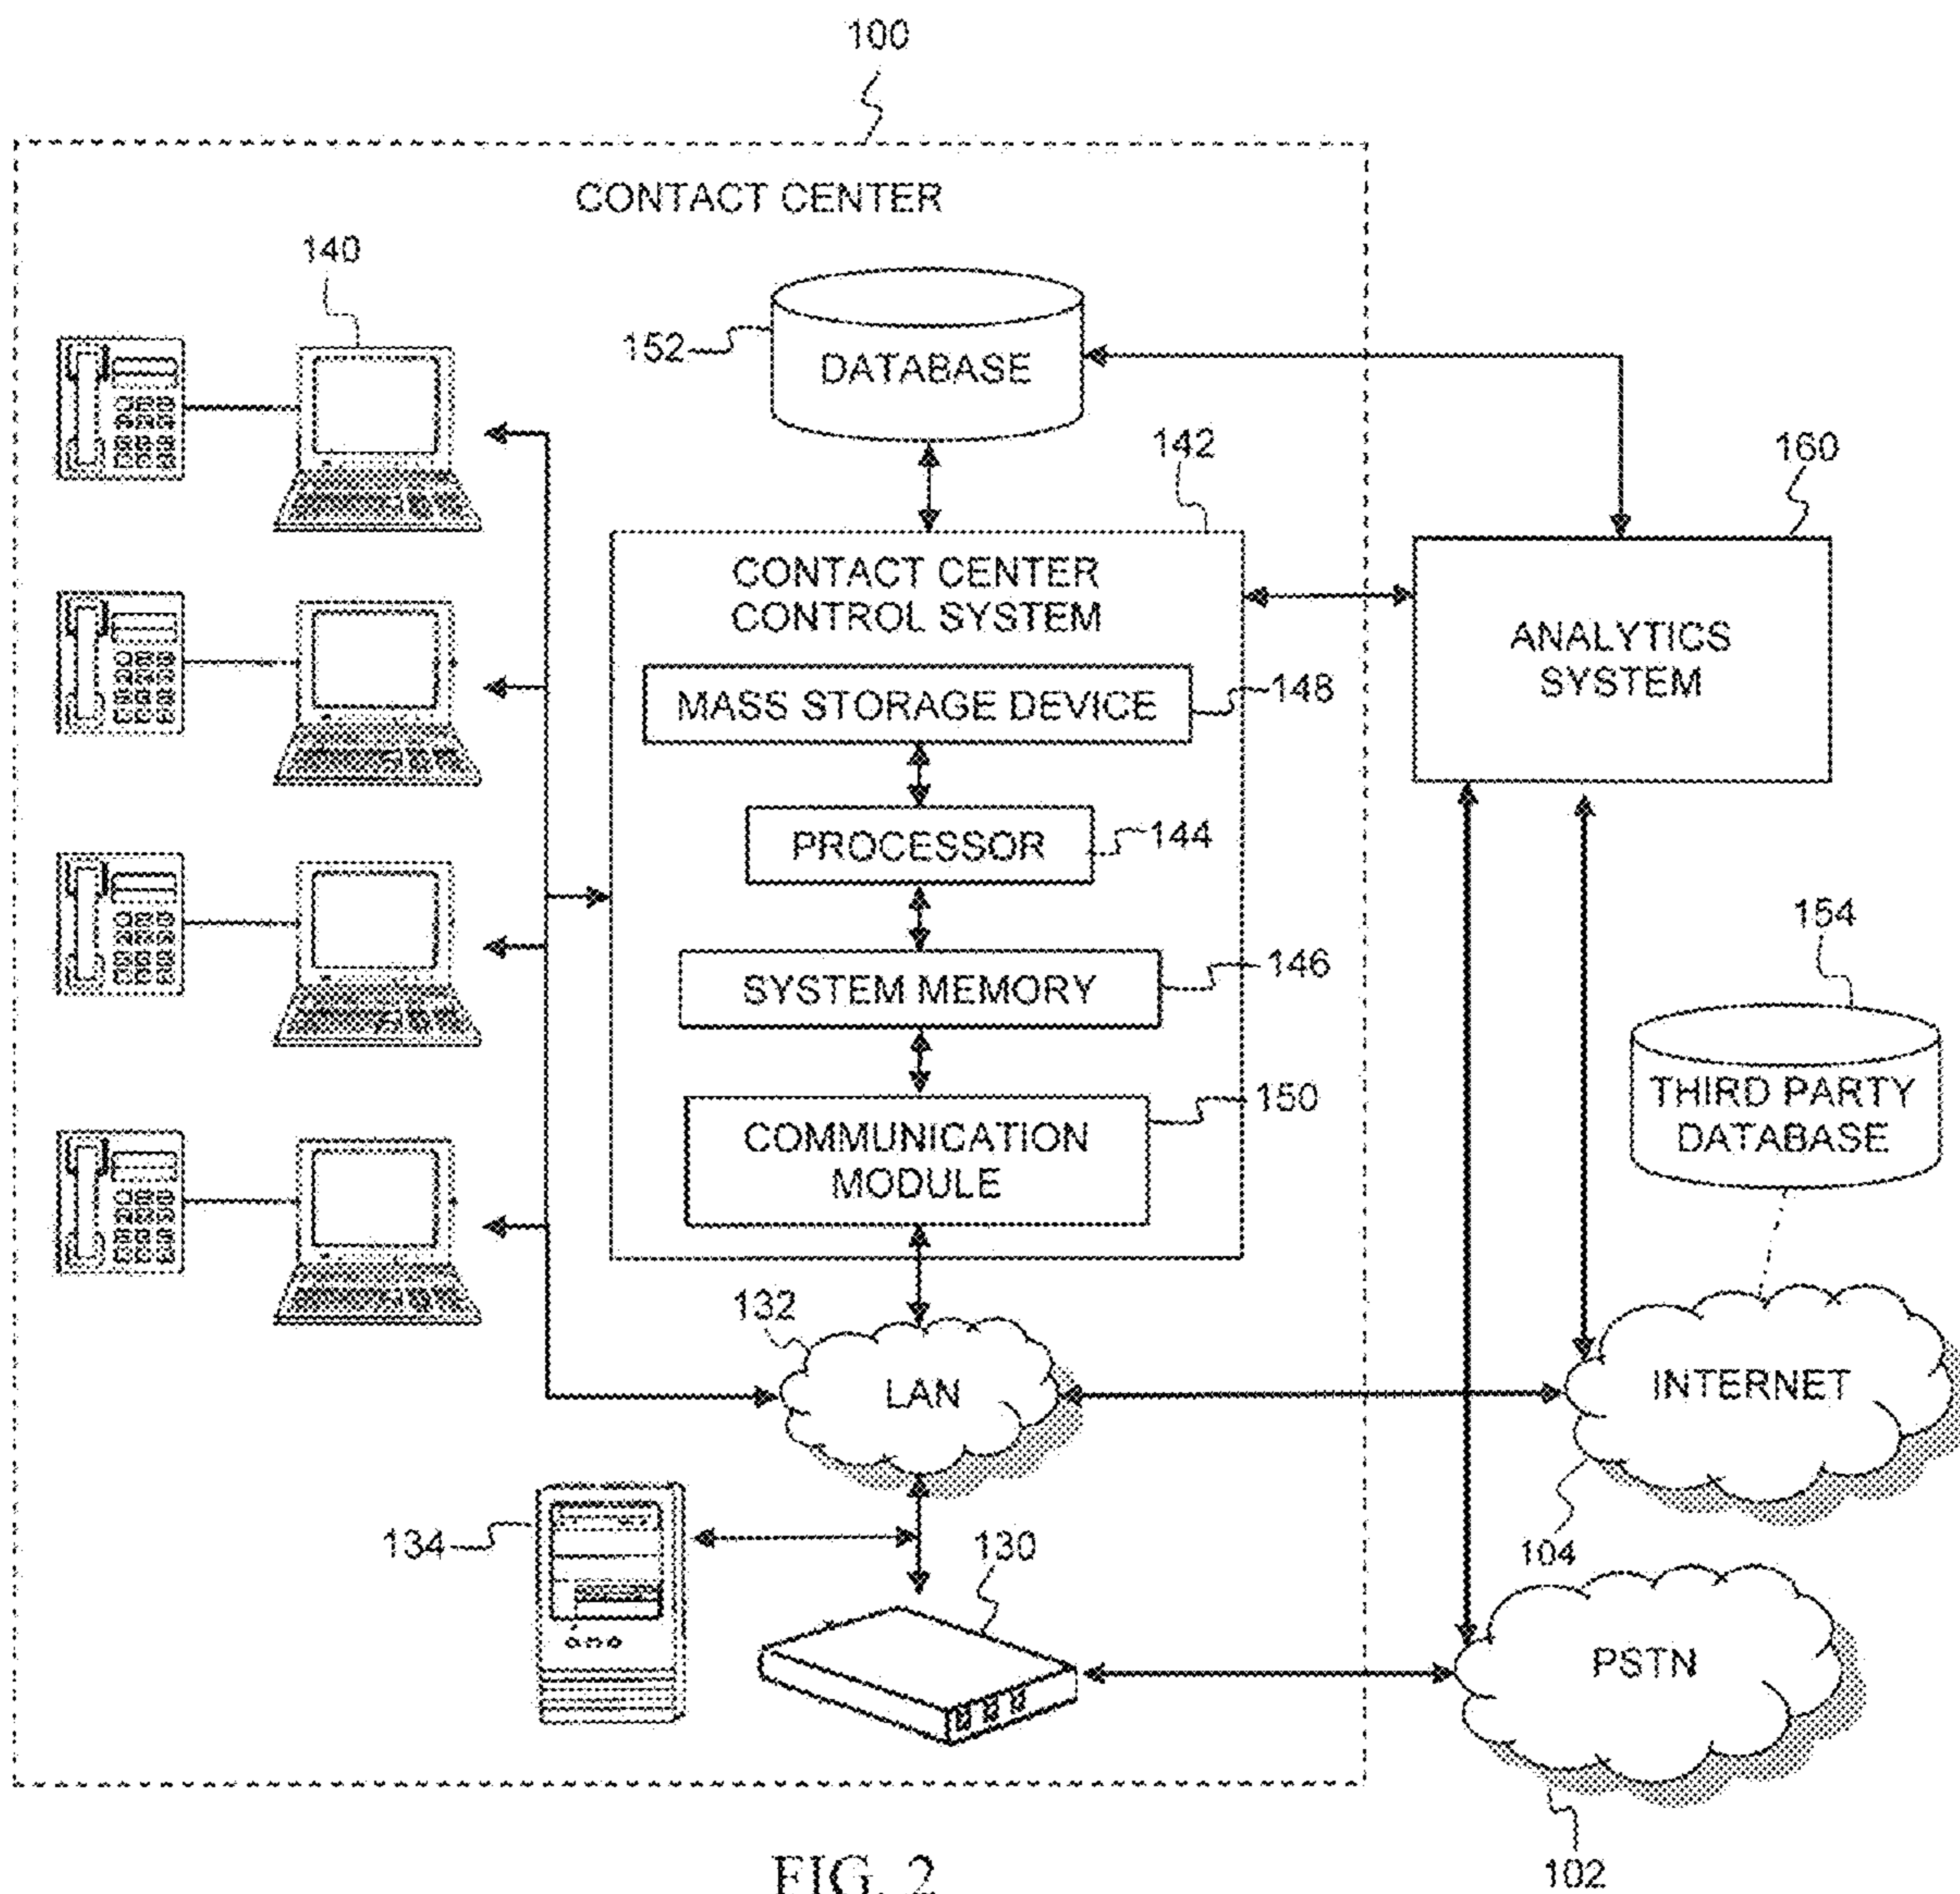 100
CONTACT CENTER
140
152
DATABASE
142
160
CONTACT CENTER
CONTROL SYSTEM
ANALYTICS
SYSTEM
MASS STORAGE DEVICE
148
PROCESSOR
144
154
SYSTEM MEMORY
146
THIRD PARTY
DATABASE
COMMUNICATION
MODULE
150
132
LAN
INTERNET
134
130
104
PSTN
102
FIG. 2